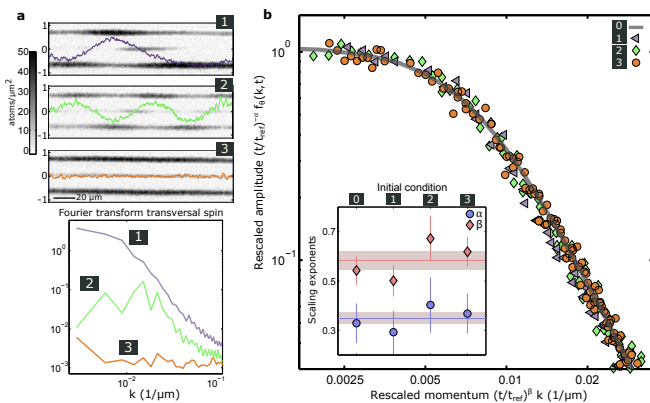 a
1
1
0
-1
atoms/μm2
50
40
30
20
10
0
2
1
0
-1
3
1
0
-1
20 μm
Fourier transform transversal spin
10^0
10^-1
10^-2
10^-3
1
2
3
10^-2
10^-1
k (1/μm)
b
Rescaled amplitude (t/t_ref)^-α f_θ(k,t)
10^0
10^-1
0
1
2
3
Initial condition
0 1 2 3
α
β
Scaling exponents
0.7
0.5
0.3
0.0025 0.005 0.01 0.02
Rescaled momentum (t/t_ref)^β k (1/μm)